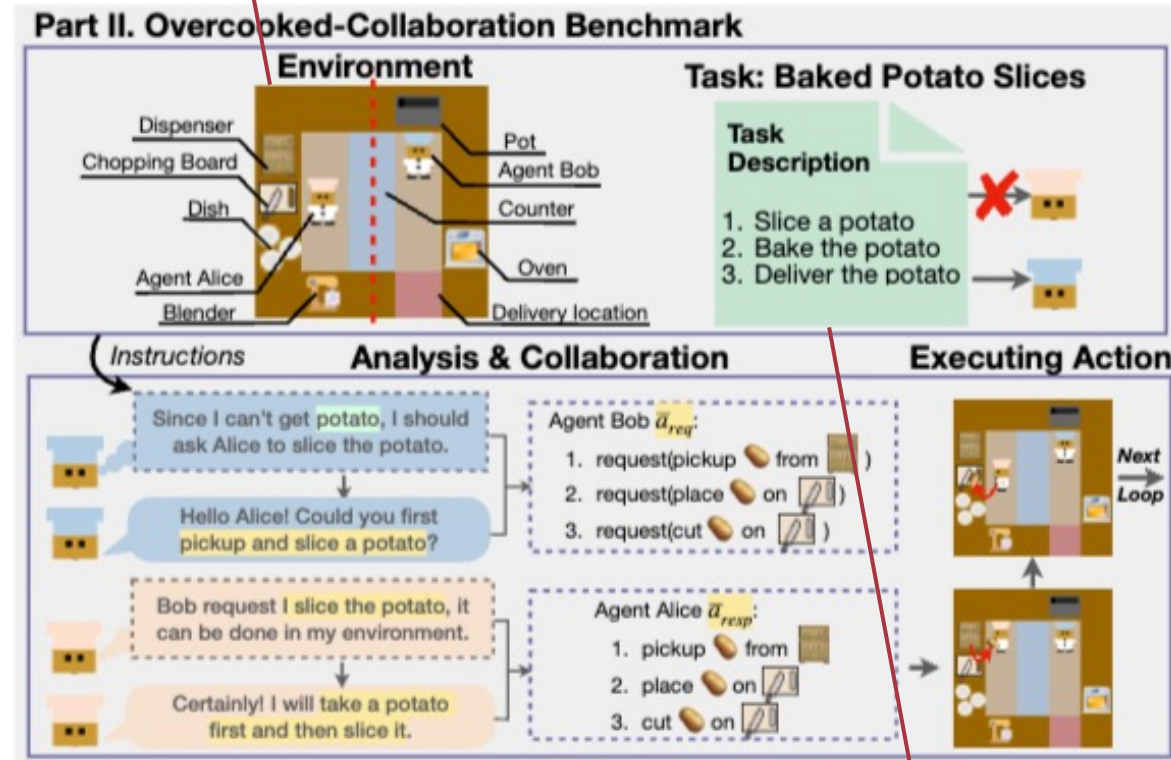 Part II. Overcooked-Collaboration Benchmark
Environment
Task: Baked Potato Slices
Dispenser
Chopping Board
Dish
Agent Alice
Blender
Pot
Agent Bob
Counter
Oven
Delivery location
Task
Description
1. Slice a potato
2. Bake the potato
3. Deliver the potato
Instructions
Analysis & Collaboration
Executing Action
Since I can't get potato, I should
ask Alice to slice the potato.
Hello Alice! Could you first
pickup and slice a potato?
Agent Bob a̅req:
1. request(pickup from )
2. request(place on )
3. request(cut on )
Bob request I slice the potato, it
can be done in my environment.
Certainly! I will take a potato
first and then slice it.
Agent Alice a̅resp:
1. pickup from
2. place on
3. cut on
Next
Loop